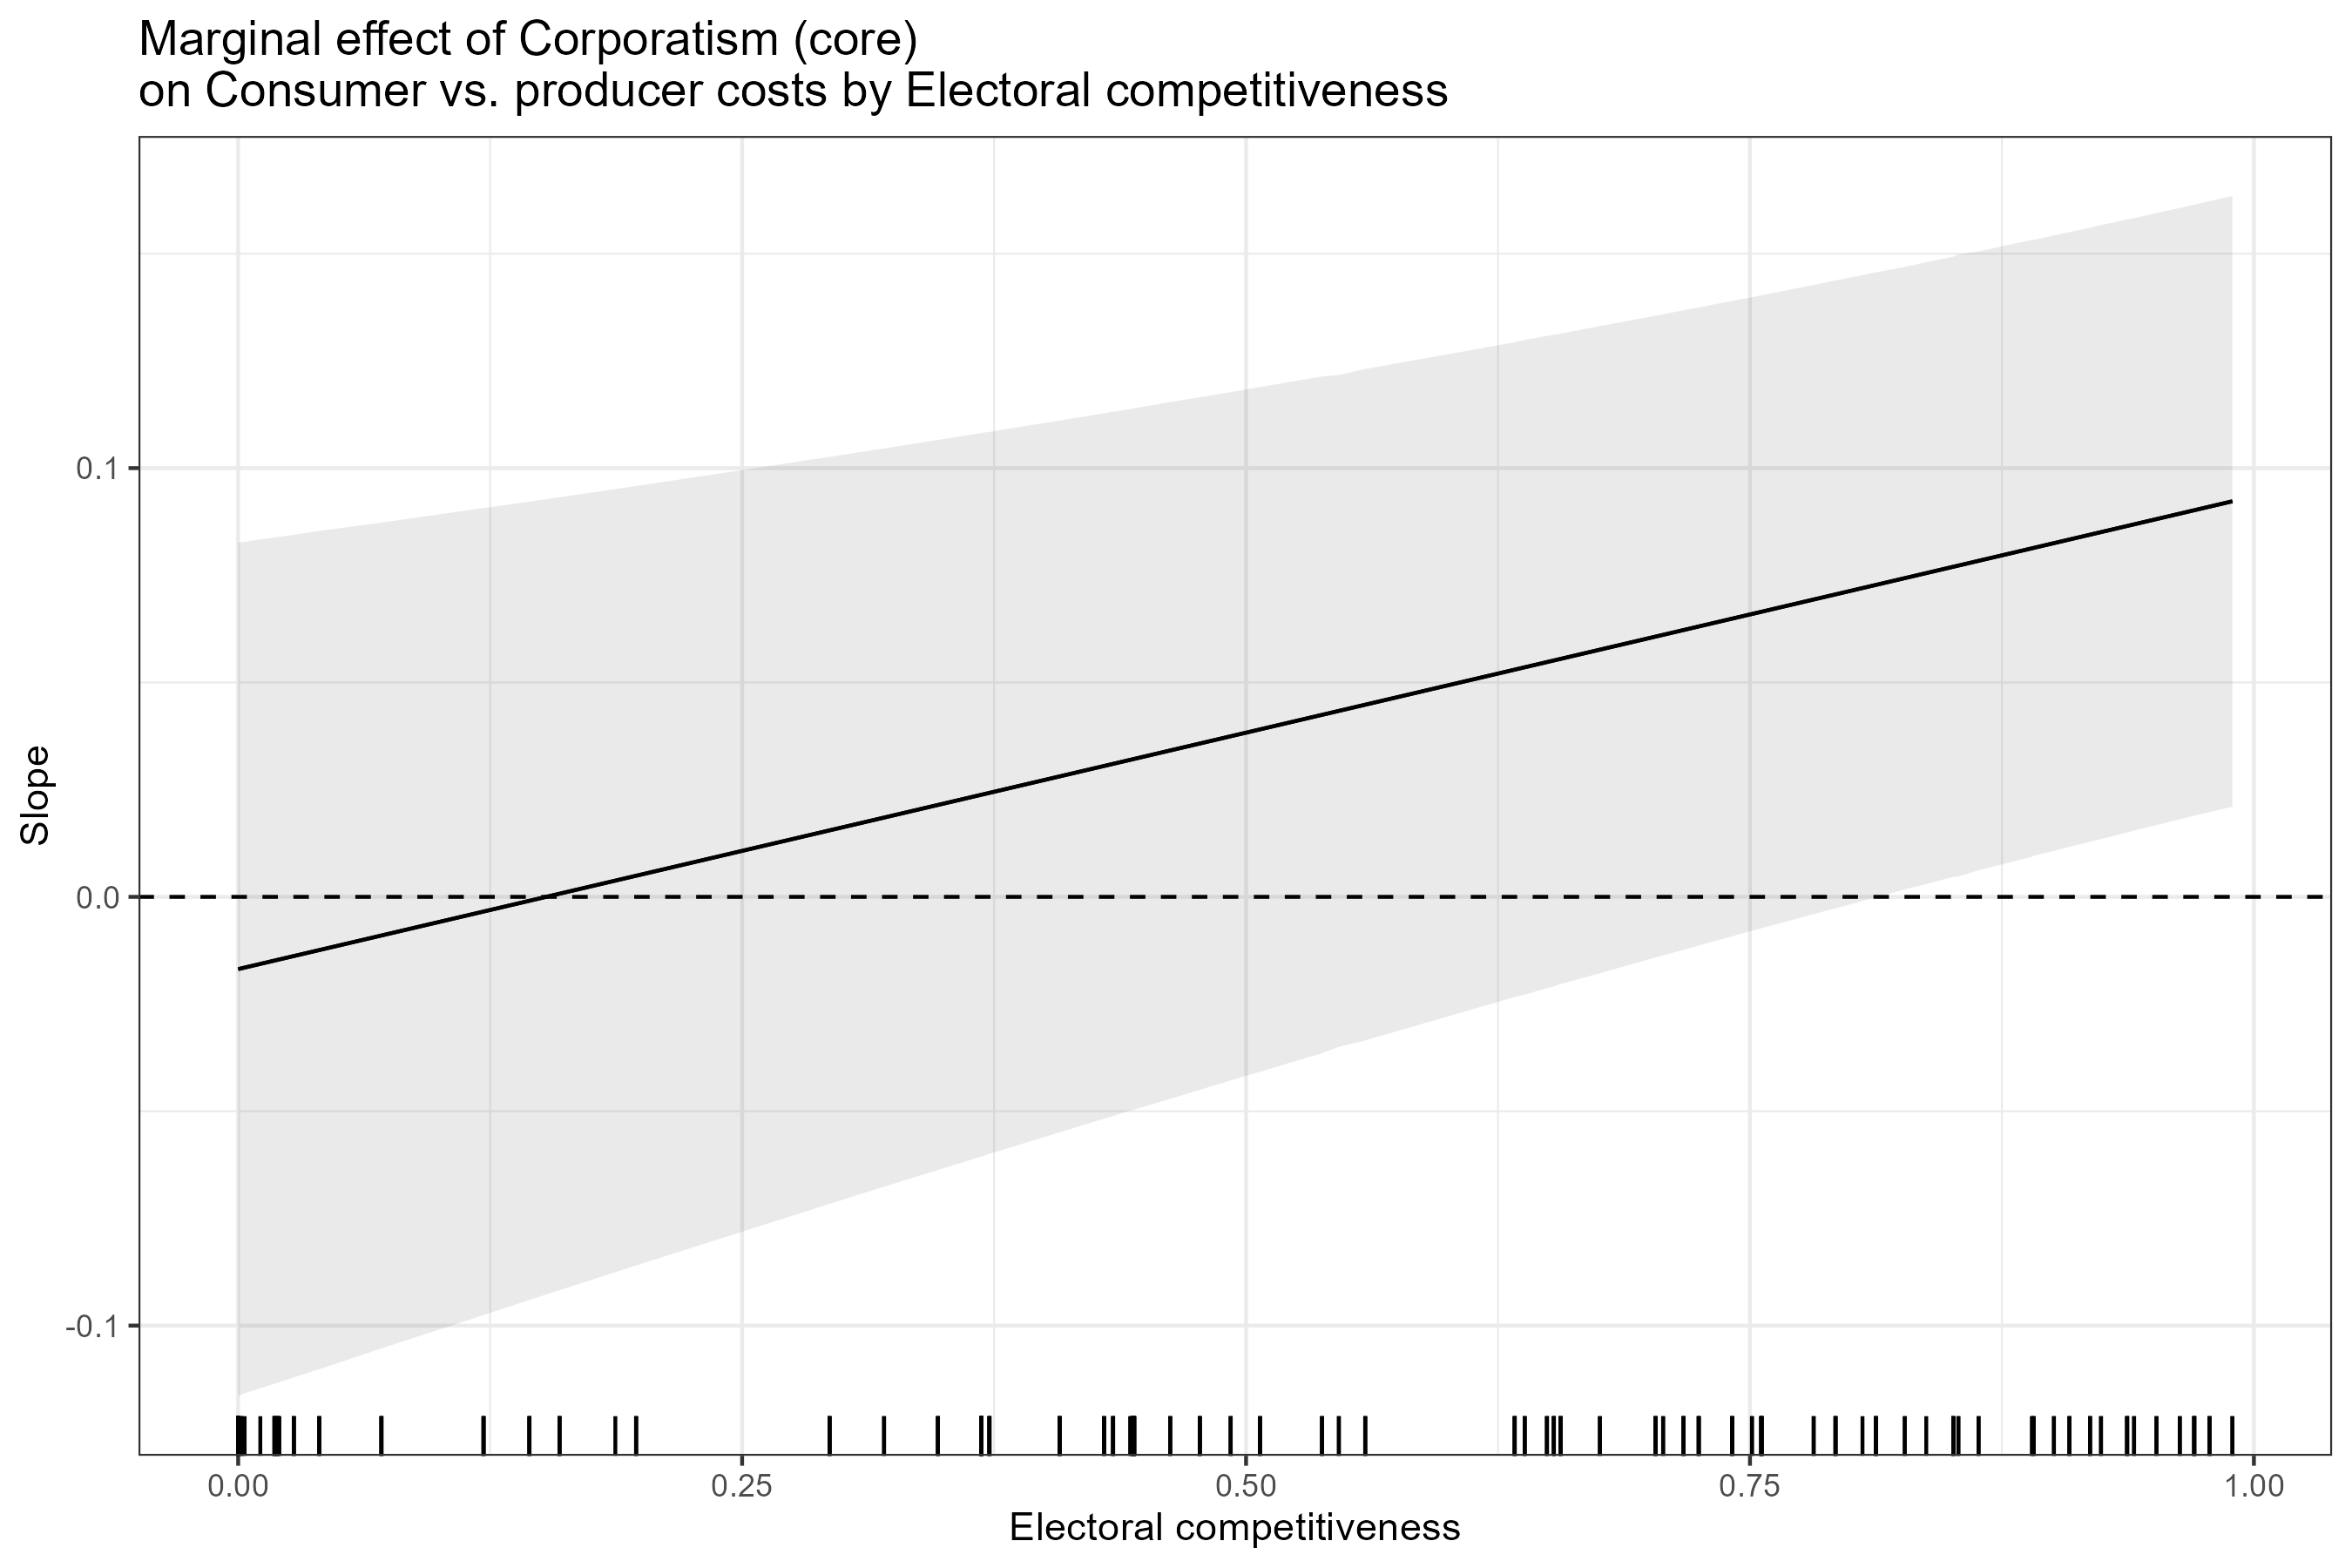 Marginal effect of Corporatism (core)
on Consumer vs. producer costs by Electoral competitiveness
Slope
0.1
0.0
-0.1
0.00 0.25 0.50 0.75 1.00
Electoral competitiveness